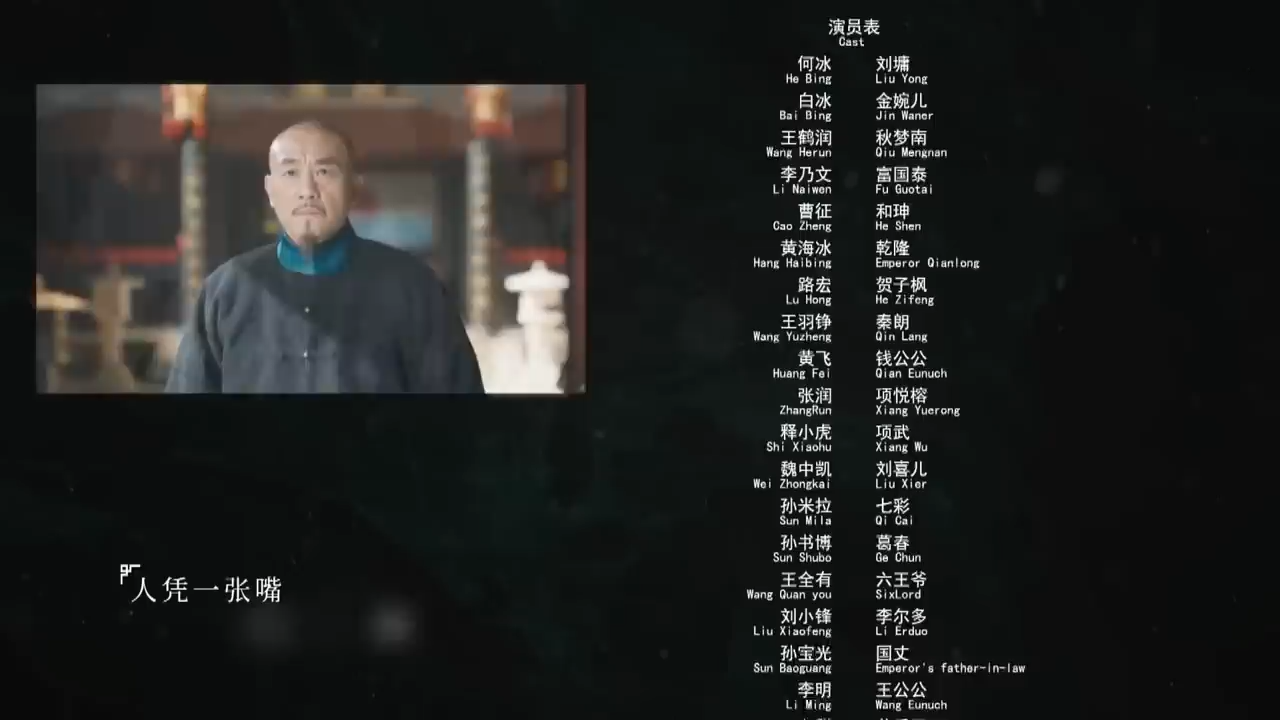 演员表
Cast
何冰 刘墉
He Bing Liu Yong
白冰 金婉儿
Bai Bing Jin Waner
王鹤润 秋梦南
Wang Herun Qiu Mengnan
李乃文 富国泰
Li Naiwen Fu Guotai
曹征 和珅
Cao Zheng He Shen
黄海冰 乾隆
Hang Haibing Emperor Qianlong
路宏 贺子枫
Lu Hong He Zifeng
王羽铮 秦朗
Wang Yuzheng Qin Lang
黄飞 钱公公
Huang Fei Qian Eunuch
张润 项悦榕
ZhangRun Xiang Yuerong
释小虎 项武
Shi Xiaohu Xiang Wu
魏中凯 刘喜儿
Wei Zhongkai Liu Xier
孙米拉 七彩
Sun Mila Qi Cai
孙书博 葛春
Sun Shubo Ge Chun
王全有 六王爷
Wang Quan you SixLord
刘小锋 李尔多
Liu Xiaofeng Li Erduo
孙宝光 国丈
Sun Baoguang Emperor's father-in-law
李明 王公公
Li Ming Wang Eunuch
人凭一张嘴